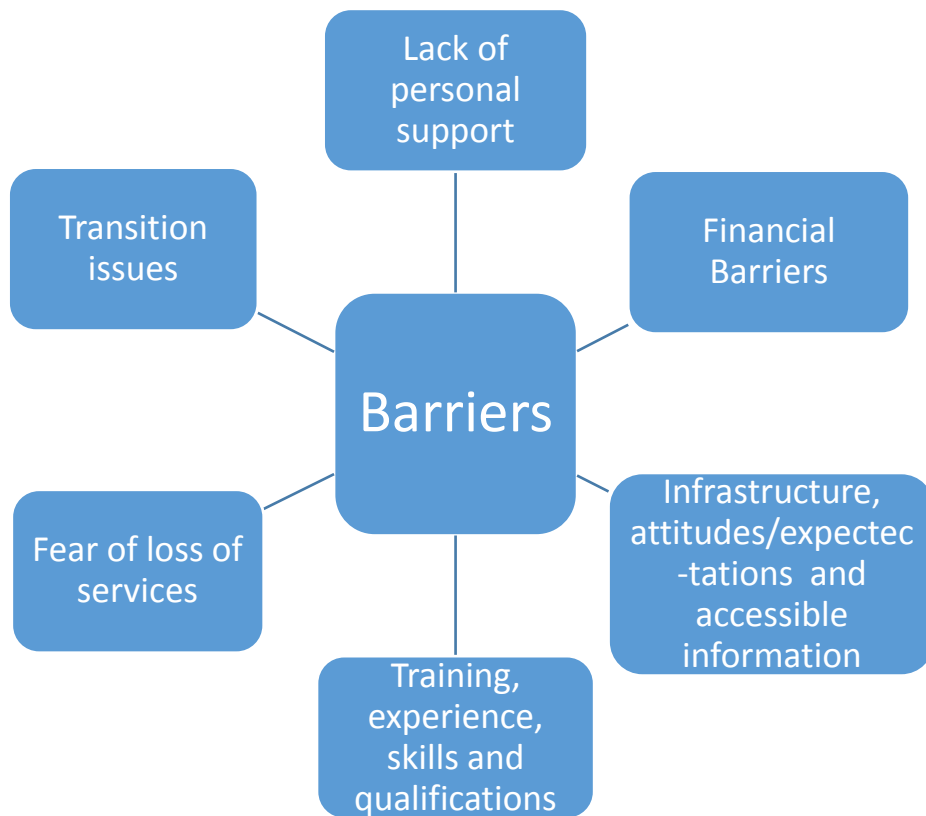 Lack of
personal
support
Transition
issues
Financial
Barriers
Barriers
Fear of loss of
services
Infrastructure,
attitudes/expectec
-tations and
accessible
information
Training,
experience,
skills and
qualifications